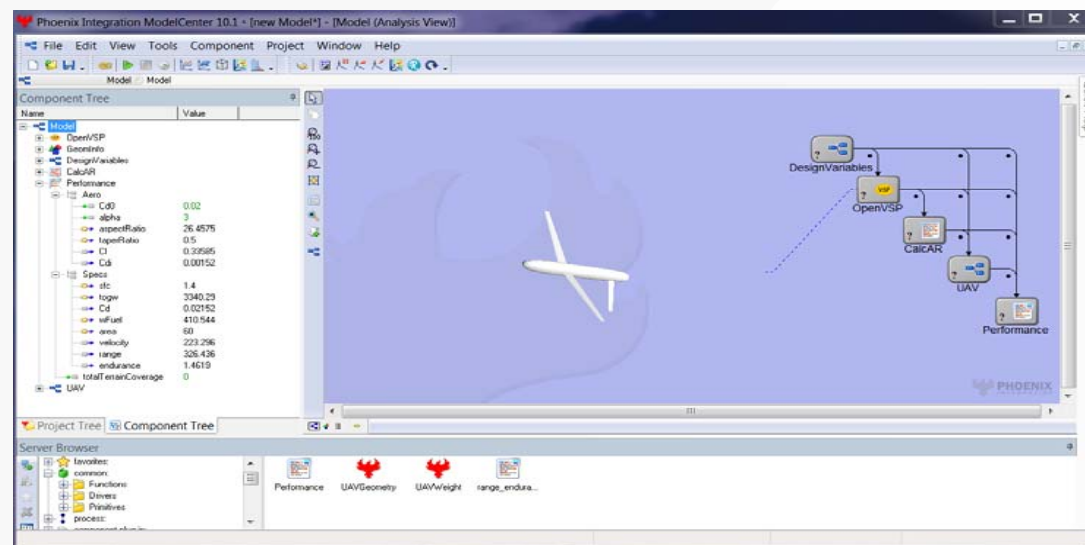 Phoenix Integration ModelCenter 10.1 - [new Model*] - [Model (Analysis View)]
File Edit View Tools Component Project Window Help
Model Model
Component Tree
Name Value
Model
OpenVSP
GeomInfo
DesignVariables
CalcAR
Performance
Aero
Cd0 0.02
alpha 3
aspectRatio 26.4575
taperRatio 0.5
Cl 0.33585
Cdi 0.00152
Specs
sfc 1.4
togw 3340.29
Cd 0.02152
wFuel 410.544
area 60
velocity 223.296
range 326.436
endurance 1.4619
totalTerrainCoverage 0
UAV
Project Tree Component Tree
DesignVariables
VSP
OpenVSP
CalcAR
UAV
Performance
PHOENIX
INTEGRATION
Server Browser
favorites:
common:
Functions
Drivers
Primitives
process:
Performance UAVGeometry UAVWeight range_endura...